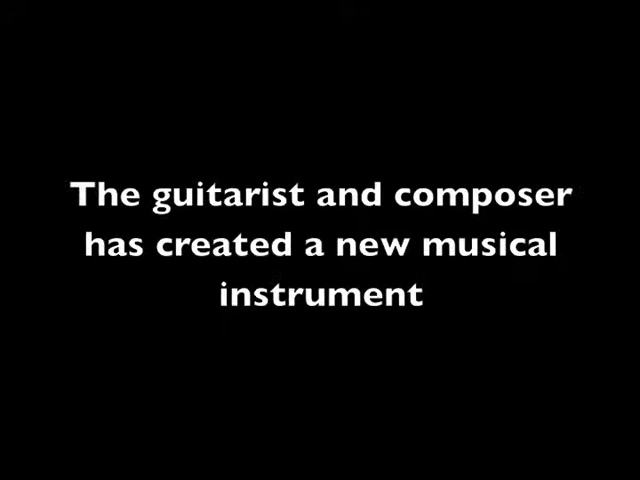 The guitarist and composer
has created a new musical
instrument